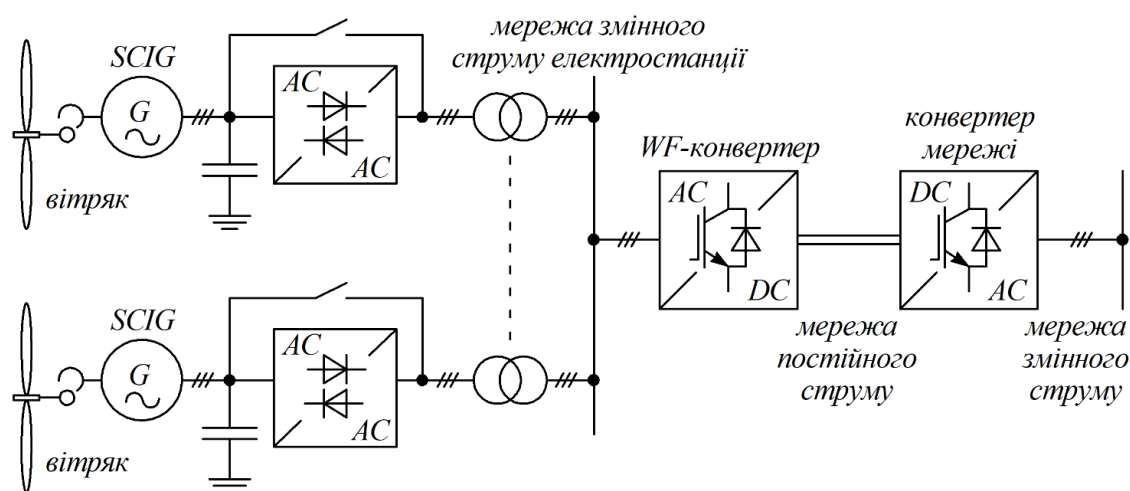 мережа змінного
струму електростанції
SCIG
G
AC
AC
вітряк
WF-конвертер
AC
DC
конвертер
мережі
DC
AC
SCIG
G
AC
AC
вітряк
мережа
постійного
струму
мережа
змінного
струму